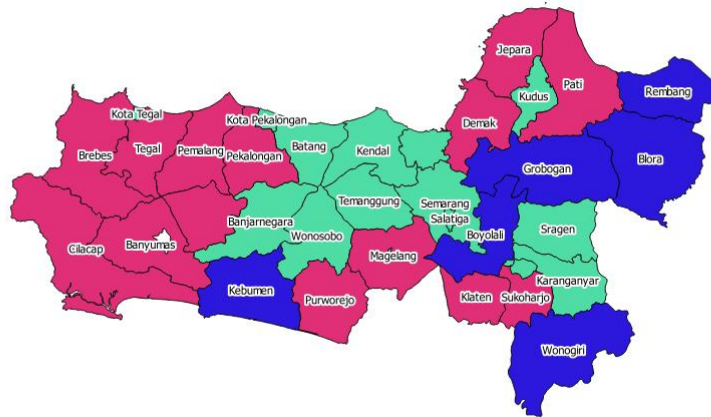 Jepara
Pati
Kudus
Rembang
Kota Tegal
Kota Pekalongan
Demak
Brebes
Tegal
Pemalang
Pekalongan
Batang
Kendal
Grobogan
Blora
Temanggung
Semarang
Salatiga
Banjarnegara
Wonosobo
Boyolali
Sragen
Cilacap
Banyumas
Magelang
Karanganyar
Kebumen
Purworejo
Klaten
Sukoharjo
Wonogiri